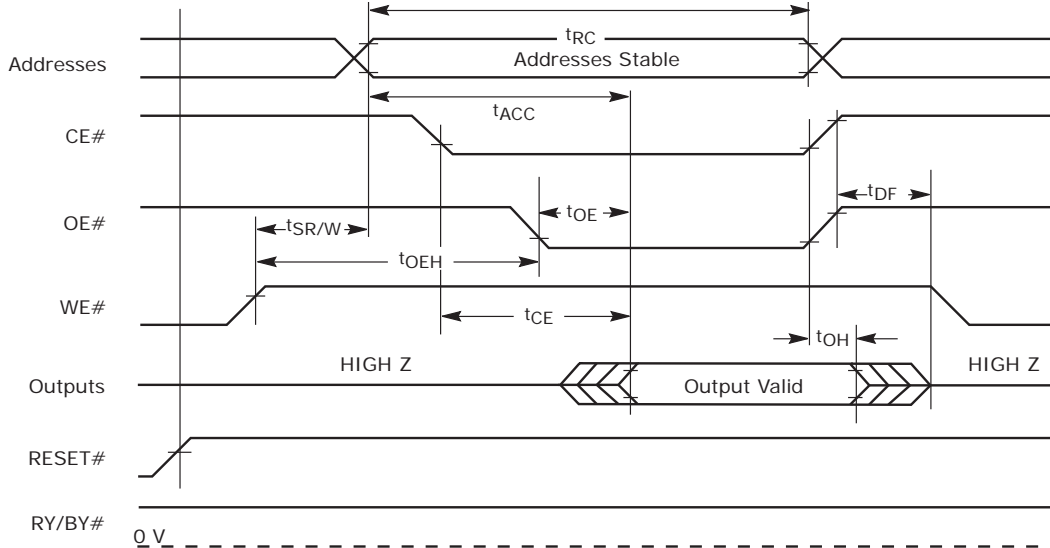 tRC
Addresses
Addresses Stable
tACC
CE#
tDF
OE#
tOE
tSR/W
tOEH
WE#
tCE
tOH
HIGH Z
HIGH Z
Outputs
Output Valid
RESET#
RY/BY#
0 V